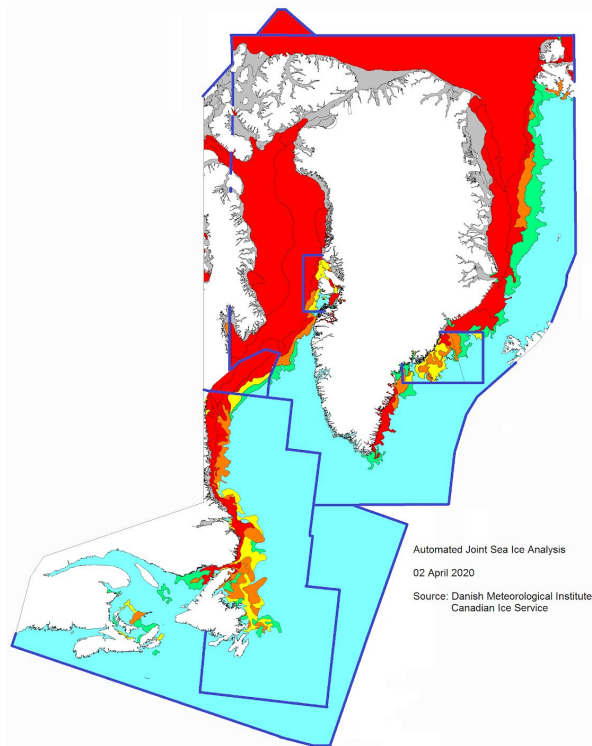 Automated Joint Sea Ice Analysis
02 April 2020
Source: Danish Meteorological Institute
Canadian Ice Service